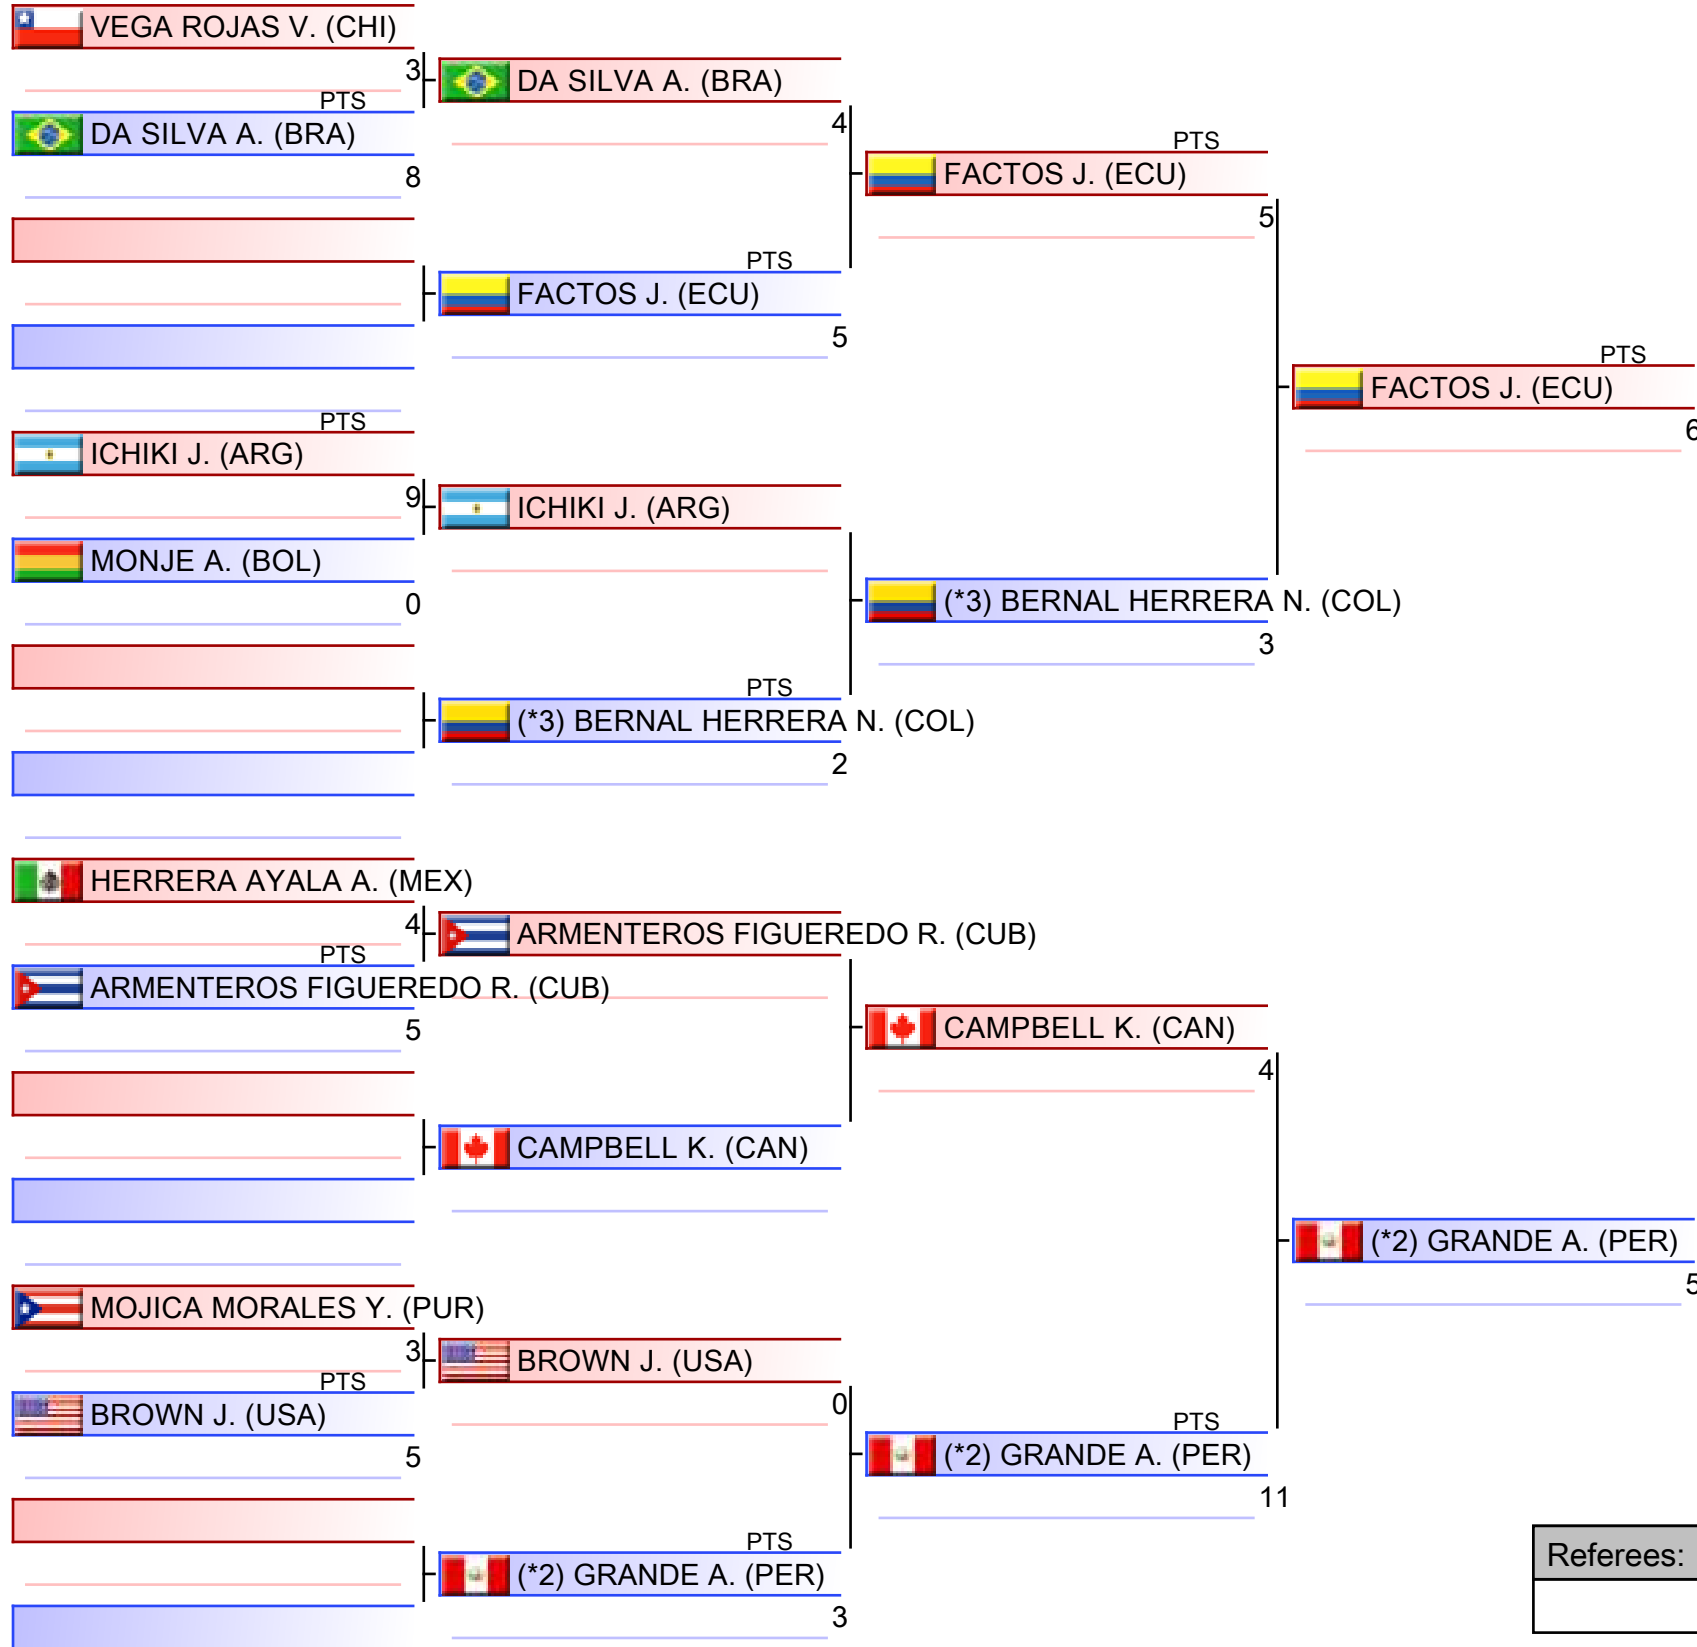 VEGA ROJAS V. (CHI)
3
PTS
DA SILVA A. (BRA)
8
PTS
ICHIKI J. (ARG)
9
MONJE A. (BOL)
0
HERRERA AYALA A. (MEX)
4
PTS
ARMENTEROS FIGUEREDO R. (CUB)
5
MOJICA MORALES Y. (PUR)
3
PTS
BROWN J. (USA)
5
DA SILVA A. (BRA)
4
PTS
FACTOS J. (ECU)
5
ICHIKI J. (ARG)
PTS
(*3) BERNAL HERRERA N. (COL)
2
ARMENTEROS FIGUEREDO R. (CUB)
CAMPBELL K. (CAN)
BROWN J. (USA)
0
PTS
(*2) GRANDE A. (PER)
3
PTS
FACTOS J. (ECU)
5
(*3) BERNAL HERRERA N. (COL)
3
CAMPBELL K. (CAN)
4
PTS
(*2) GRANDE A. (PER)
11
PTS
FACTOS J. (ECU)
6
(*2) GRANDE A. (PER)
5
Referees: